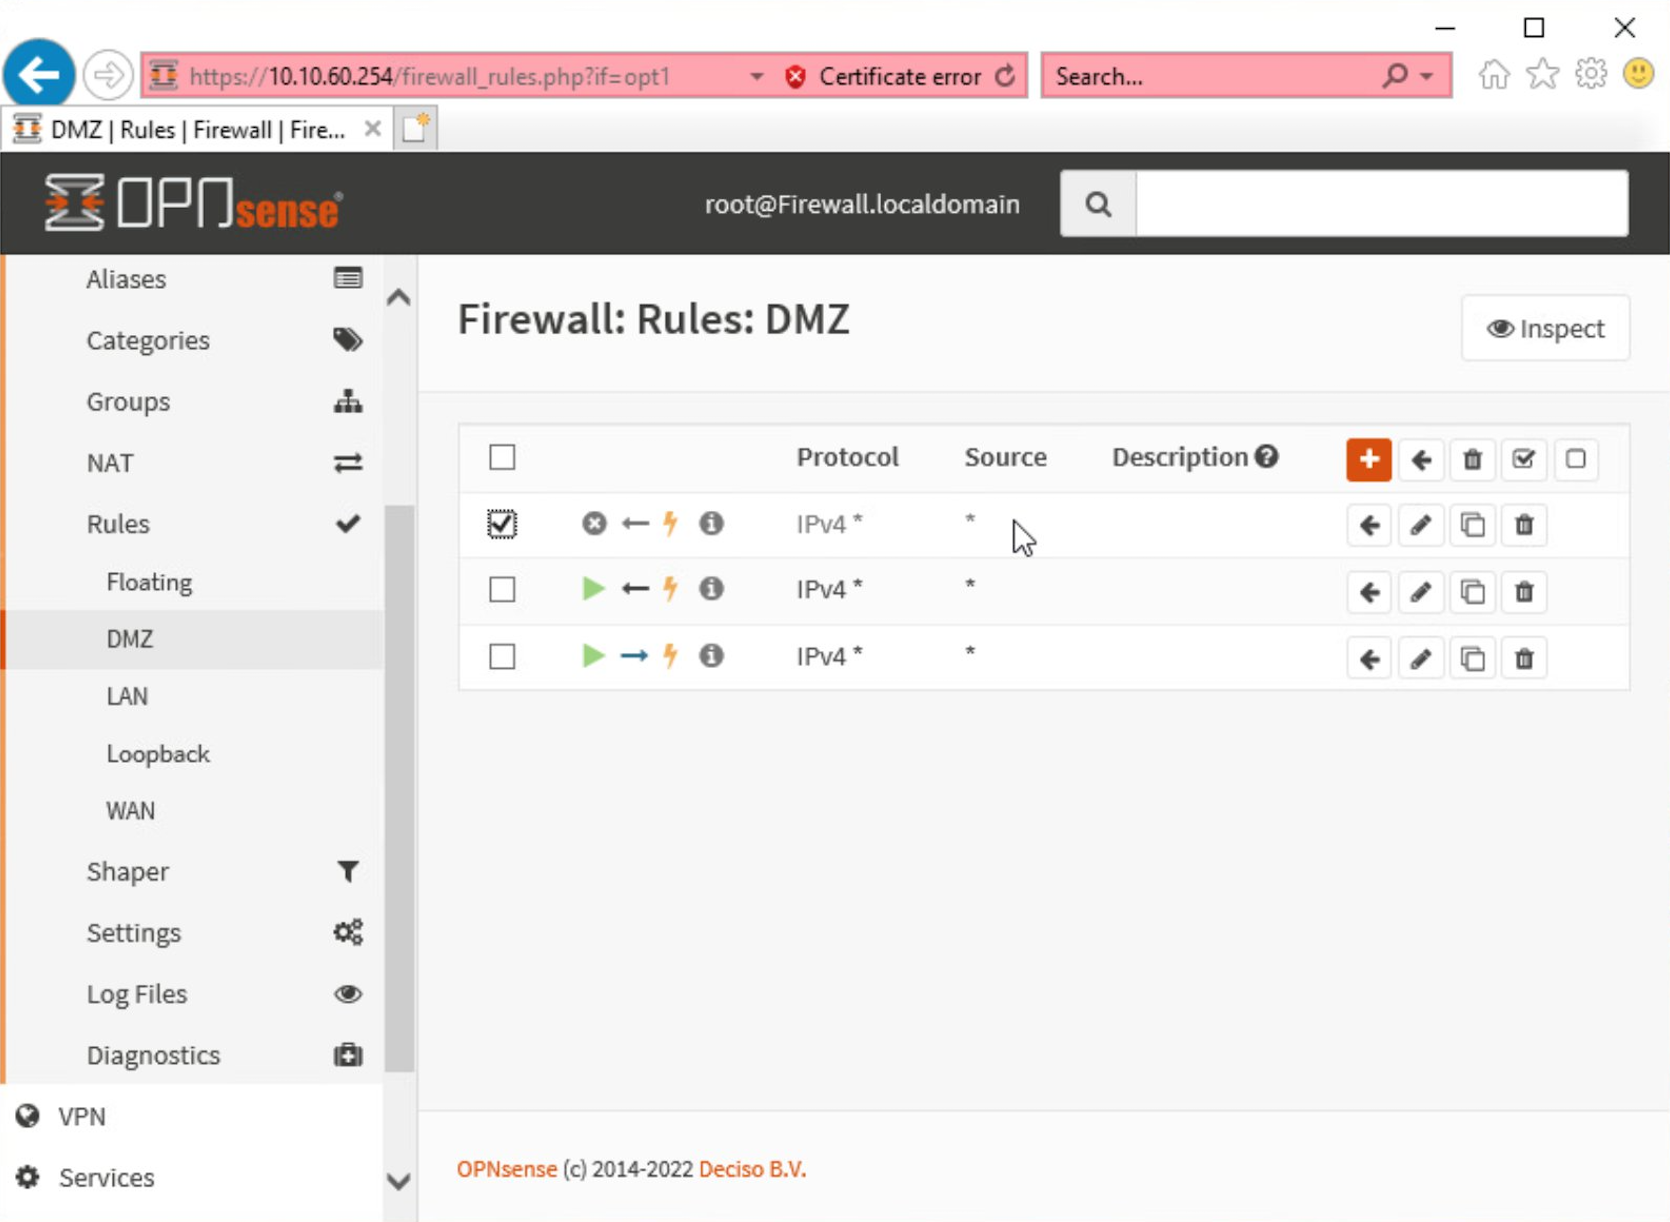 https://10.10.60.254/firewall_rules.php?if=opt1
Certificate error
Search...
DMZ | Rules | Firewall | Fire...
OPNsense®
root@Firewall.localdomain
Aliases
Categories
Groups
NAT
Rules
Floating
DMZ
LAN
Loopback
WAN
Shaper
Settings
Log Files
Diagnostics
VPN
Services
Firewall: Rules: DMZ
Inspect
Protocol Source Description
IPv4 * *
IPv4 * *
IPv4 * *
OPNsense (c) 2014-2022 Deciso B.V.